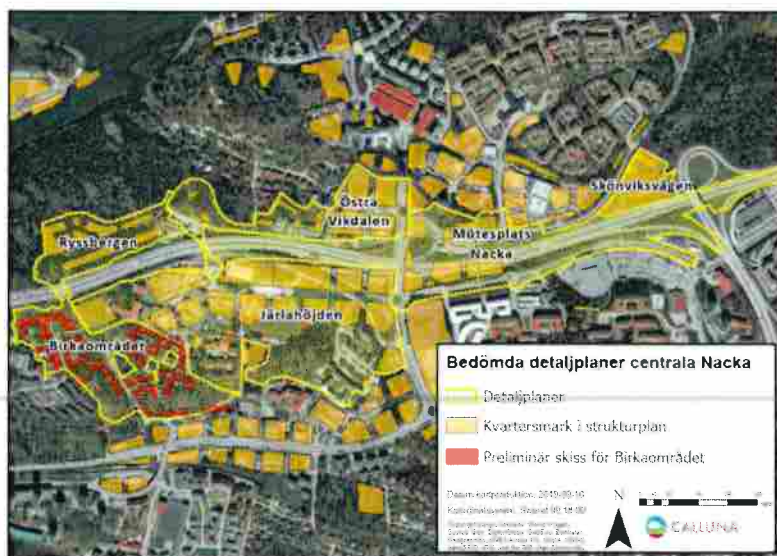 Skönviksvägen
Östra
Vikdalen
Ryssbergen
Mötesplats
Nacka
Järlahöjden
Birkaområdet
Bedömda detaljplaner centrala Nacka
Detaljplaner
Kvartersmark i strukturplan
Preliminär skiss för Birkaområdet
N
CALLUNA